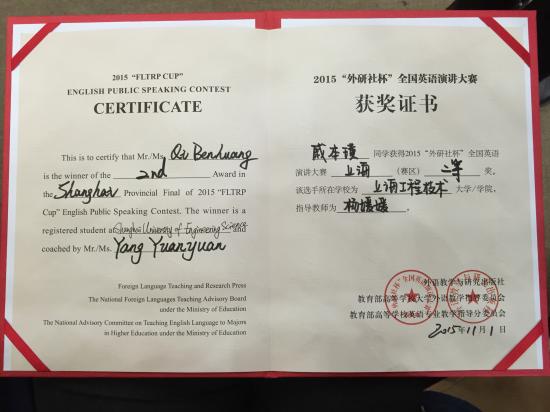 2015 "FLTRP CUP"
ENGLISH PUBLIC SPEAKING CONTEST
CERTIFICATE
This is to certify that Mr./Ms. Qi Benhuang
is the winner of the 2nd Award in
the Shanghai Provincial Final of 2015 "FLTRP
Cup" English Public Speaking Contest. The winner is a
registered student at Shanghai University of Engineering Science and
coached by Mr./Ms. Yang Yuanyuan
Foreign Language Teaching and Research Press
The National Foreign Languages Teaching Advisory Board
under the Ministry of Education
The National Advisory Committee on Teaching English Language to Majors
in Higher Education under the Ministry of Education
2015“外研社杯”全国英语演讲大赛
获奖证书
戚本 同学获得2015“外研社杯”全国英语
演讲大赛 上海 (赛区) 二等 奖。
该选手所在学校为 上海工程技术 大学/学院,
指导教师为 杨媛媛
外语教学与研究出版社
教育部高等学校大学外语教学指导委员会
教育部高等学校英语专业教学指导分委员会
2015年11月1日